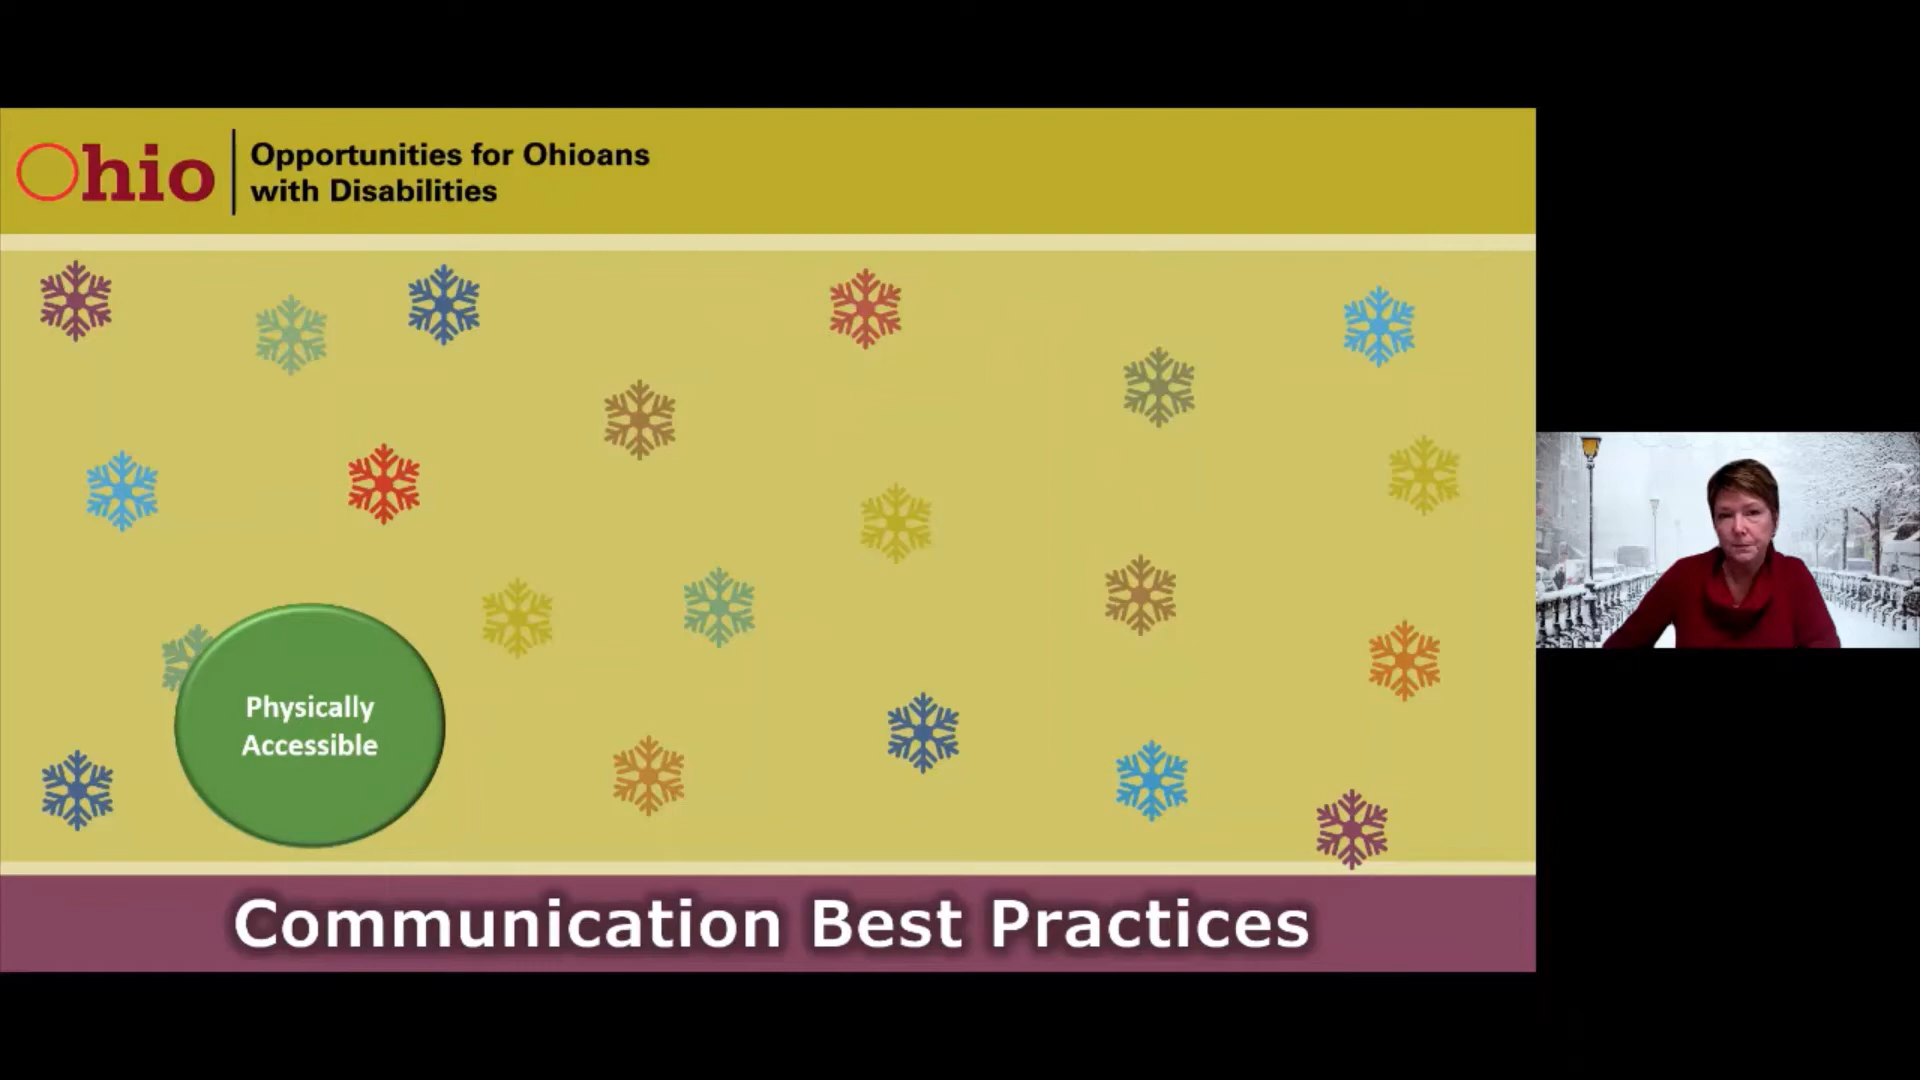 Ohio
Opportunities for Ohioans
with Disabilities
Physically
Accessible
Communication Best Practices